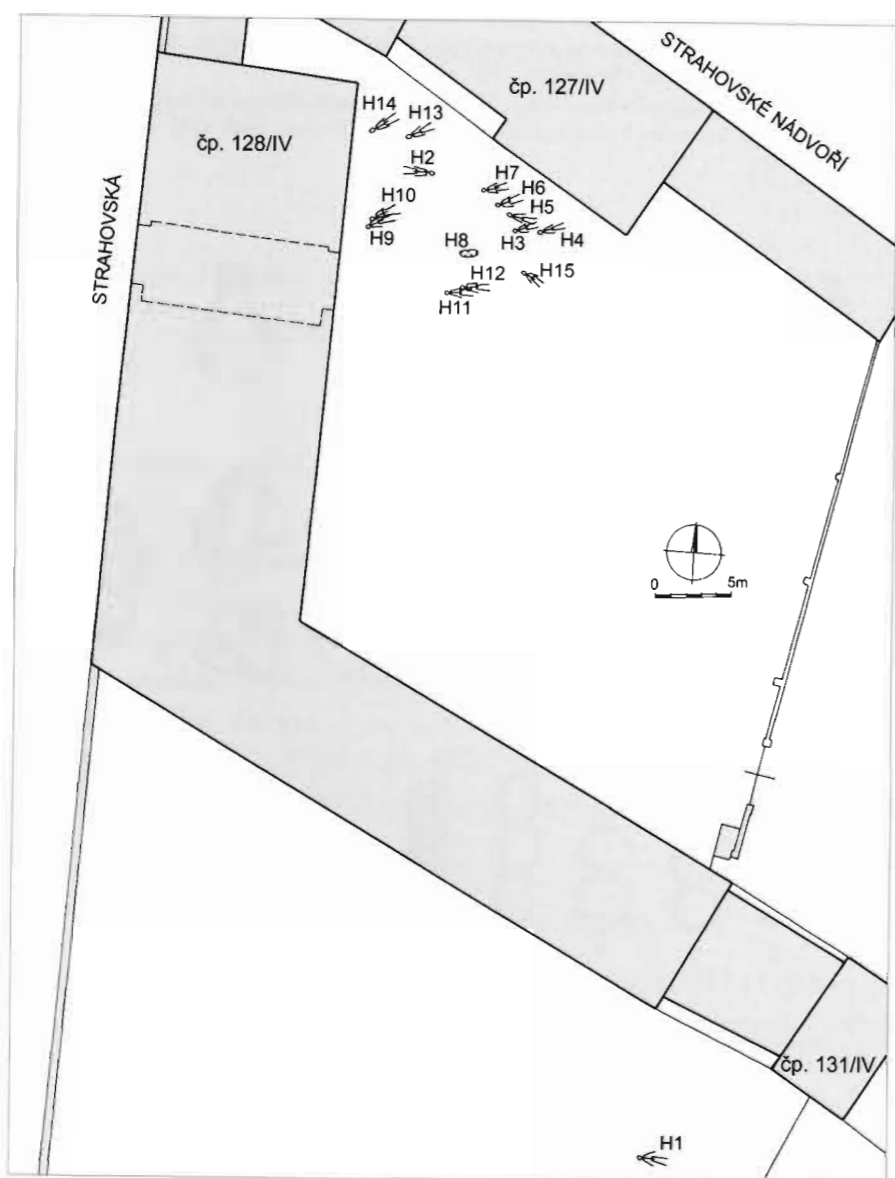 STRAHOVSKÉ NÁDVOŘÍ
čp. 127/IV
čp. 128/IV
STRAHOVSKÁ
H14
H13
H2
H7
H6
H10
H5
H9
H3
H4
H8
H12
H15
H11
0
5m
čp. 131/IV
H1